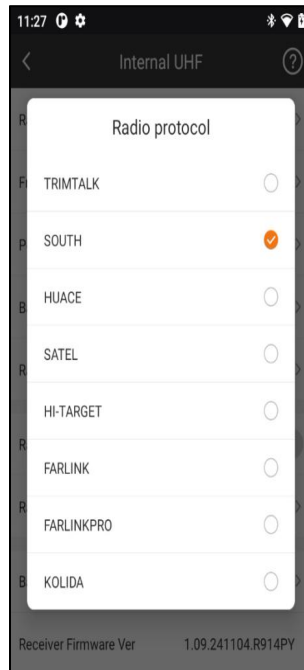 11:27
Internal UHF
Radio protocol
TRIMTALK
SOUTH
HUACE
SATEL
HI-TARGET
FARLINK
FARLINKPRO
KOLIDA
Receiver Firmware Ver 1.09.241104.R914PY